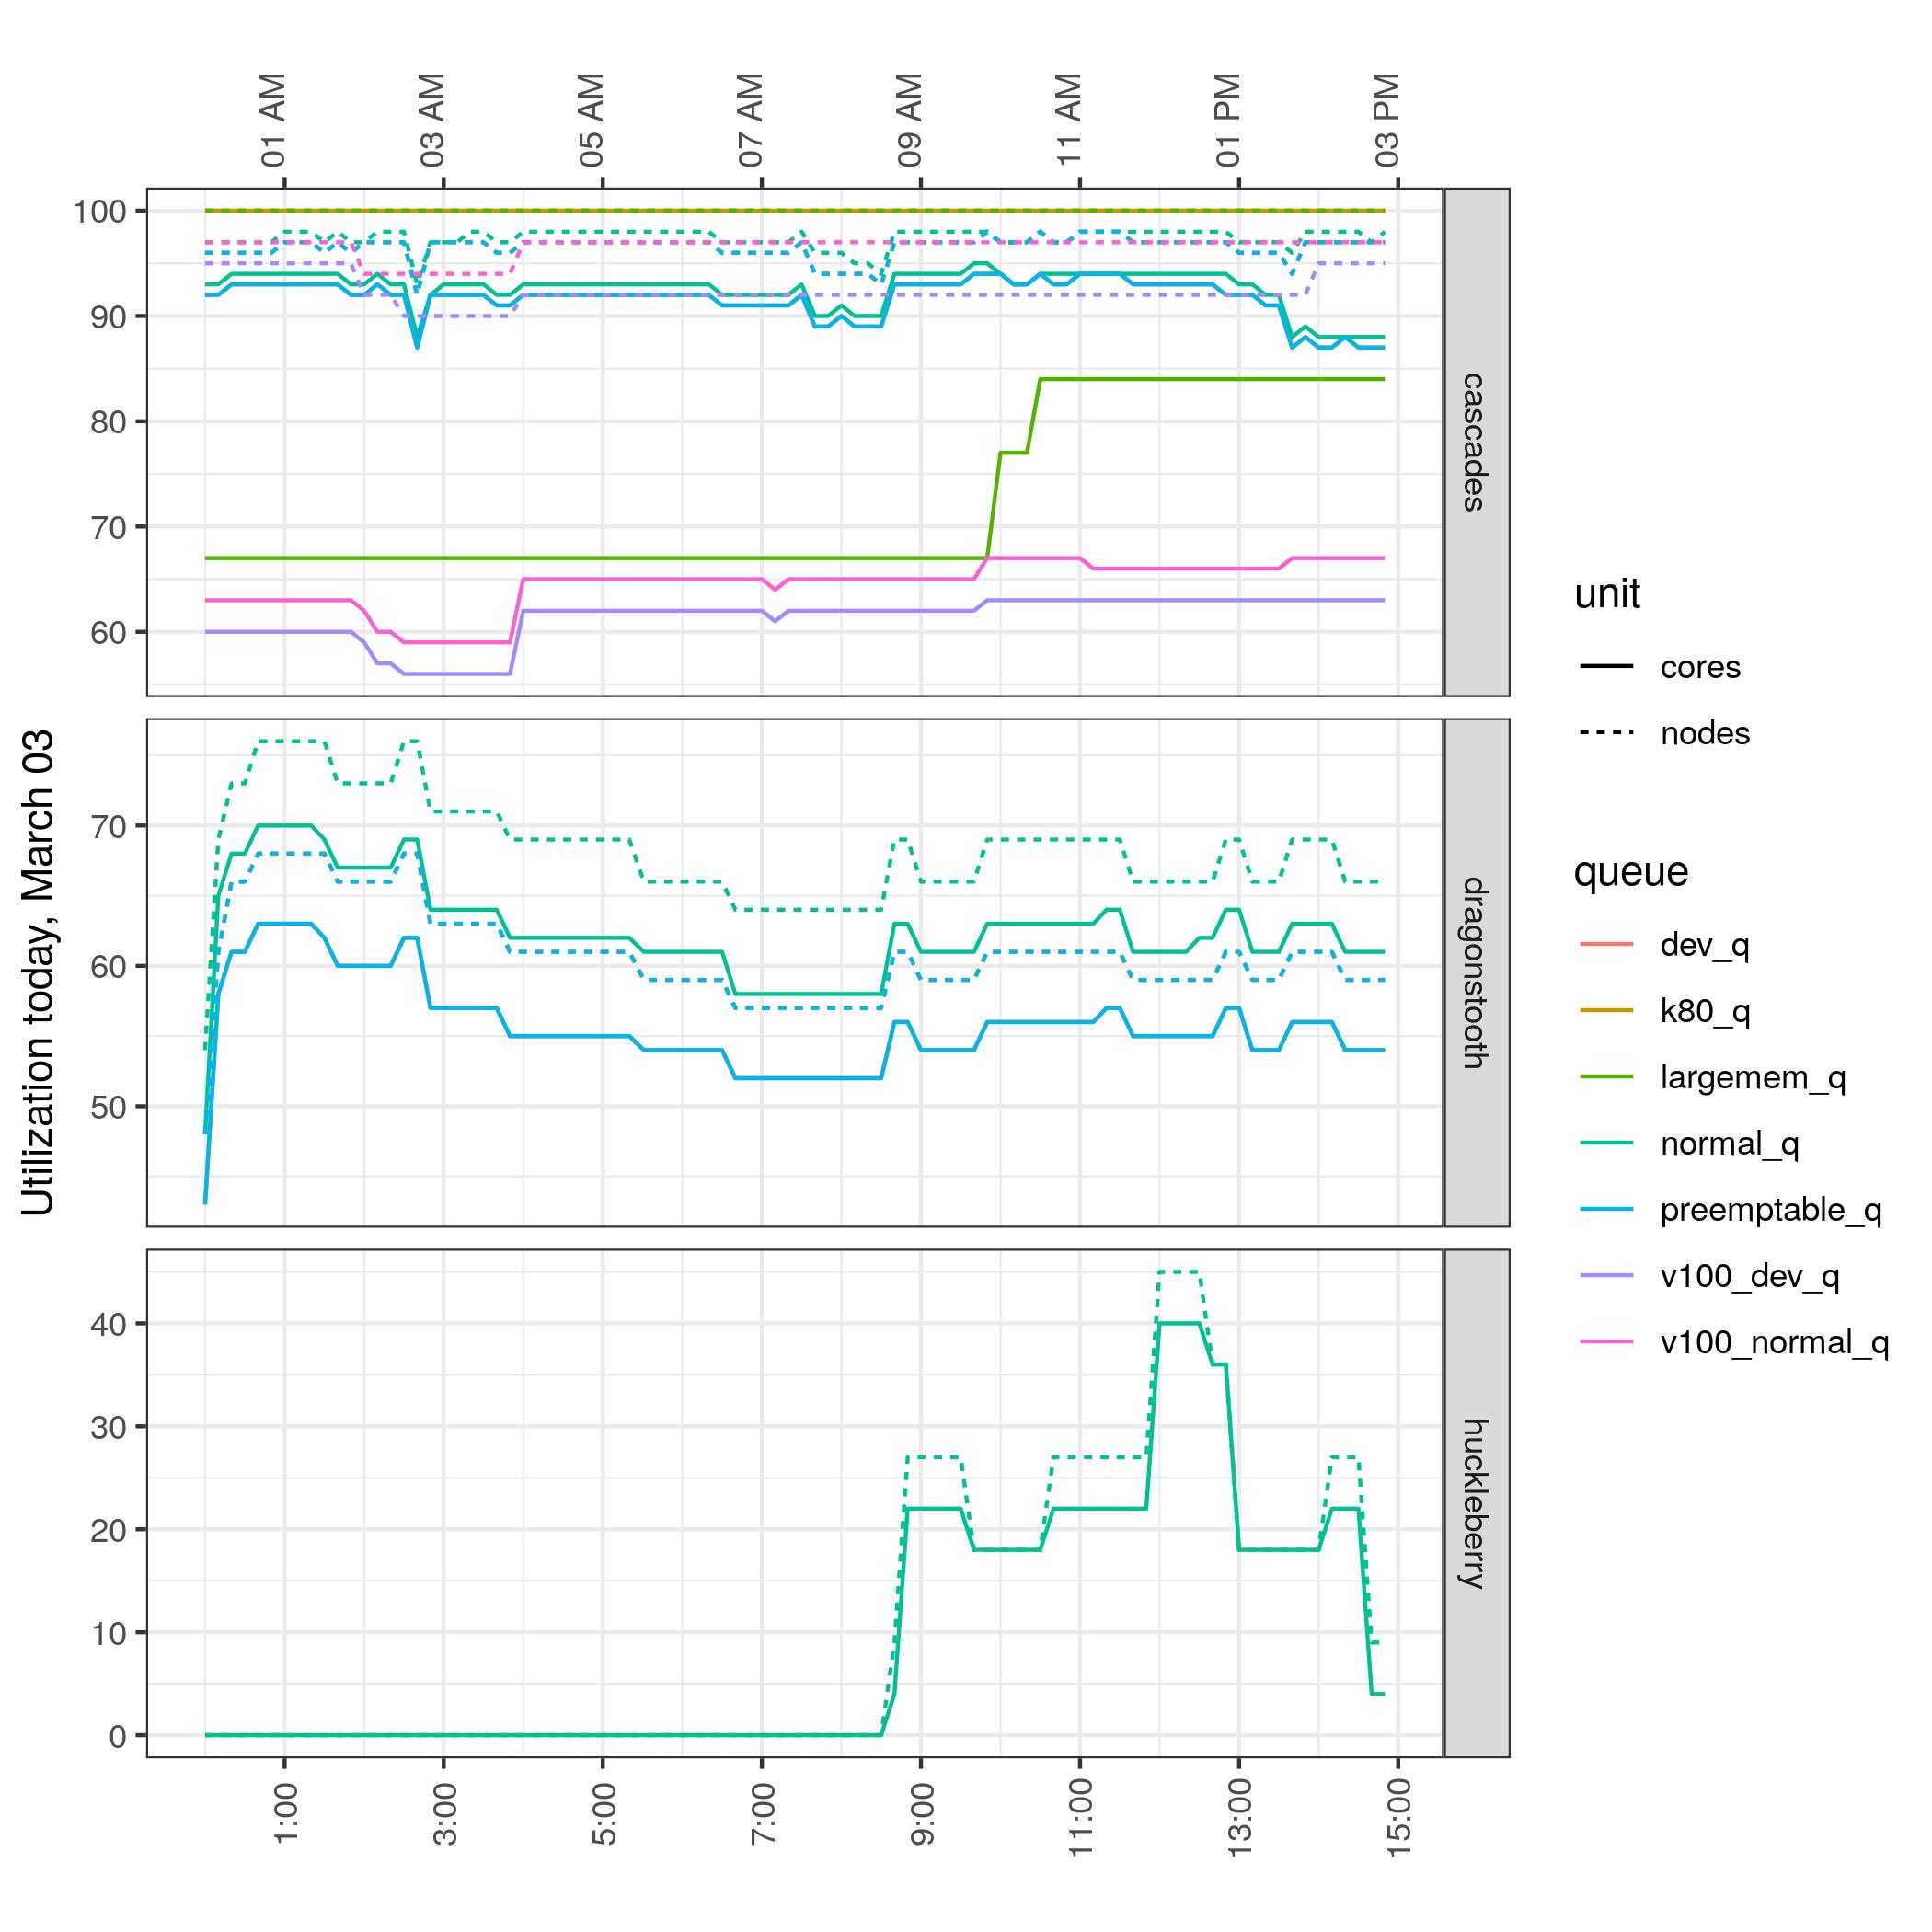 01 AM
03 AM
05 AM
07 AM
09 AM
11 AM
01 PM
03 PM
Utilization today, March 03
100
90
80
70
60
cascades
70
60
50
dragonstooth
40
30
20
10
0
huckleberry
1:00
3:00
5:00
7:00
9:00
11:00
13:00
15:00
unit
cores
nodes
queue
dev_q
k80_q
largemem_q
normal_q
preemptable_q
v100_dev_q
v100_normal_q